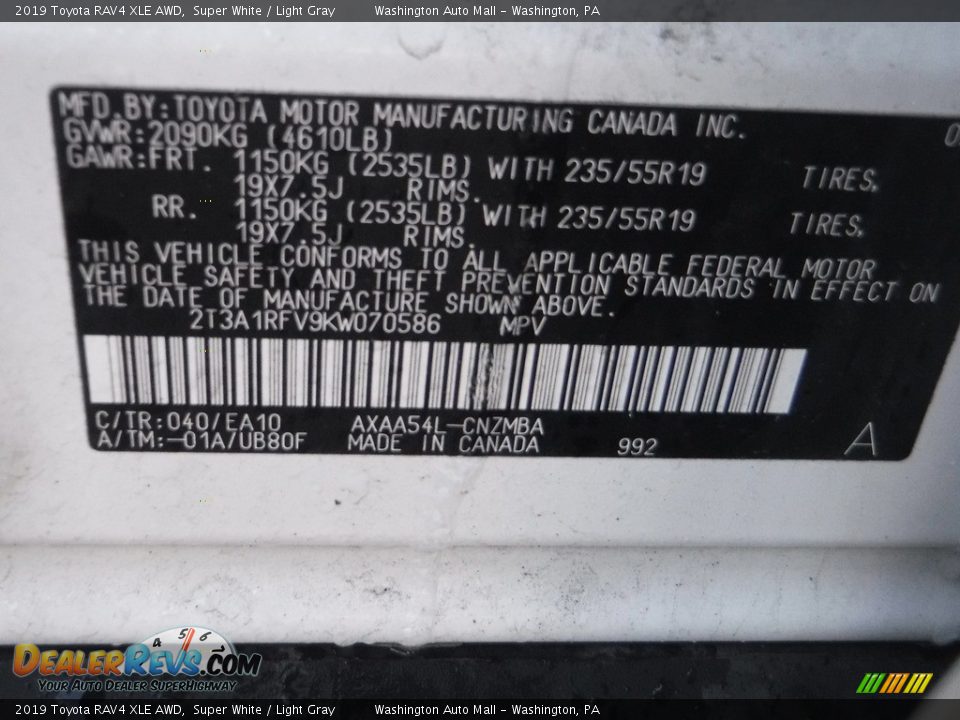 2019 Toyota RAV4 XLE AWD, Super White / Light Gray Washington Auto Mall - Washington, PA
MFD.BY:TOYOTA MOTOR MANUFACTURING CANADA INC.
GVWR:2090KG (4610LB)
GAWR:FRT. 1150KG (2535LB) WITH 235/55R19 TIRES.
19X7.5J RIMS.
RR. 1150KG (2535LB) WITH 235/55R19 TIRES.
19X7.5J RIMS.
THIS VEHICLE CONFORMS TO ALL APPLICABLE FEDERAL MOTOR
VEHICLE SAFETY AND THEFT PREVENTION STANDARDS IN EFFECT ON
THE DATE OF MANUFACTURE SHOWN ABOVE.
2T3A1RFV9KW070586 MPV
C/TR:040/EA10 AXAA54L-CNZMBA
A/TM:-01A/UB80F MADE IN CANADA 992 A
4 5 6
DEALERREVS.COM
YOUR AUTO DEALER SUPERHIGHWAY
2019 Toyota RAV4 XLE AWD, Super White / Light Gray Washington Auto Mall - Washington, PA